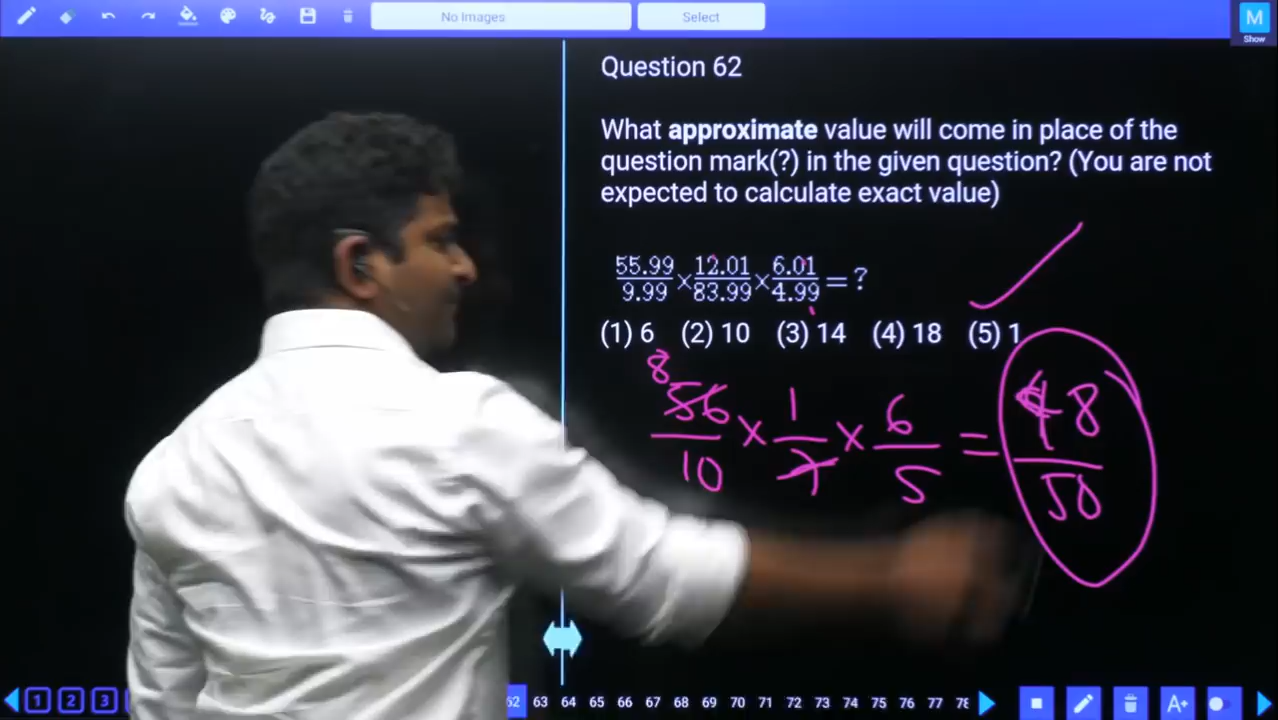 No Images Select
M
Show
Question 62
What approximate value will come in place of the
question mark(?) in the given question? (You are not
expected to calculate exact value)
55.99/9.99 × 12.01/83.99 × 6.01/4.99 = ?
(1) 6 (2) 10 (3) 14 (4) 18 (5) 1
8
56/10 × 1/7 × 6/5 = 48/50
1 2 3 62 63 64 65 66 67 68 69 70 71 72 73 74 75 76 77 78
A+